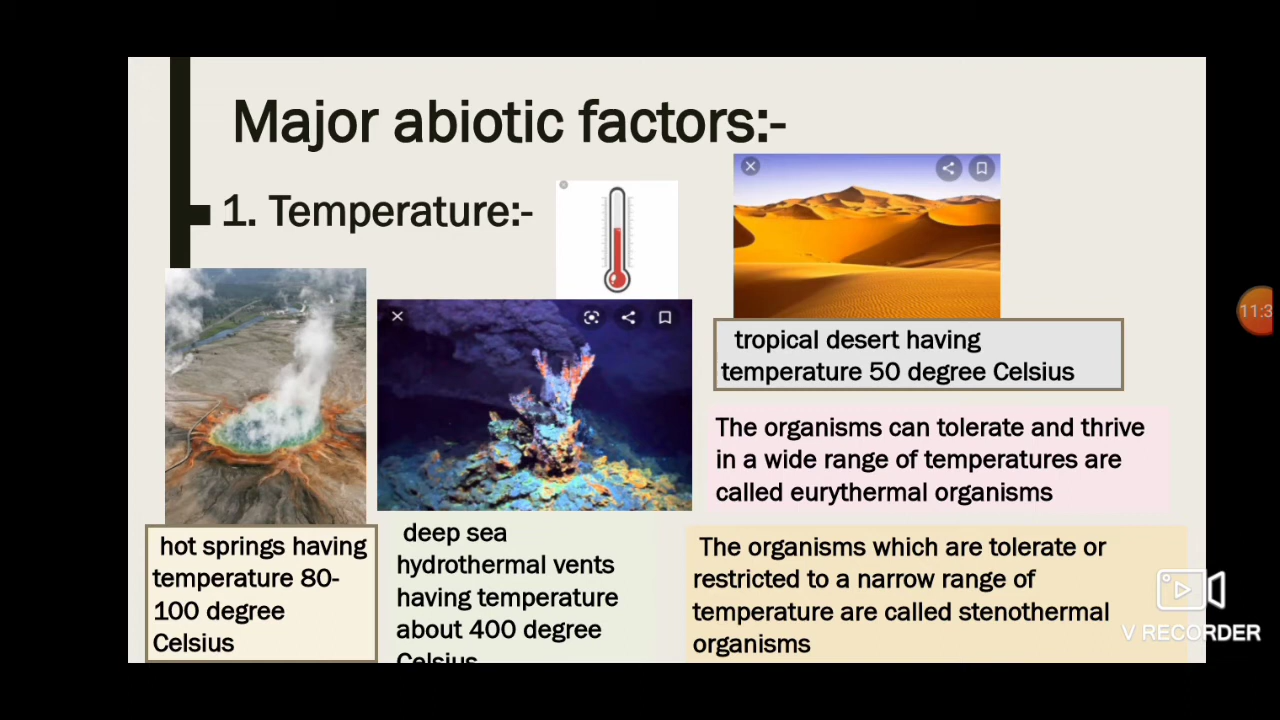 Major abiotic factors:-
1. Temperature:-
tropical desert having
temperature 50 degree Celsius
The organisms can tolerate and thrive
in a wide range of temperatures are
called eurythermal organisms
hot springs having
temperature 80-
100 degree
Celsius
deep sea
hydrothermal vents
having temperature
about 400 degree
Celsius
The organisms which are tolerate or
restricted to a narrow range of
temperature are called stenothermal
organisms
V RECORDER
11:3